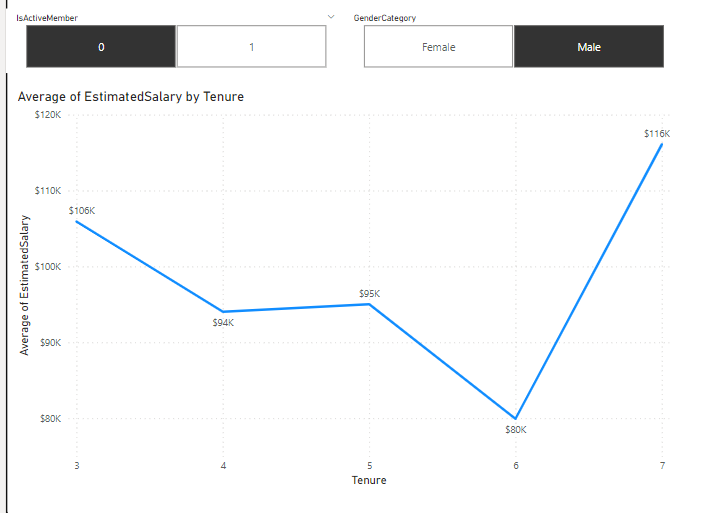 IsActiveMember
0
1
GenderCategory
Female
Male
Average of EstimatedSalary by Tenure
Average of EstimatedSalary
$120K
$110K
$100K
$90K
$80K
$106K
$94K
$95K
$80K
$116K
3
4
5
6
7
Tenure